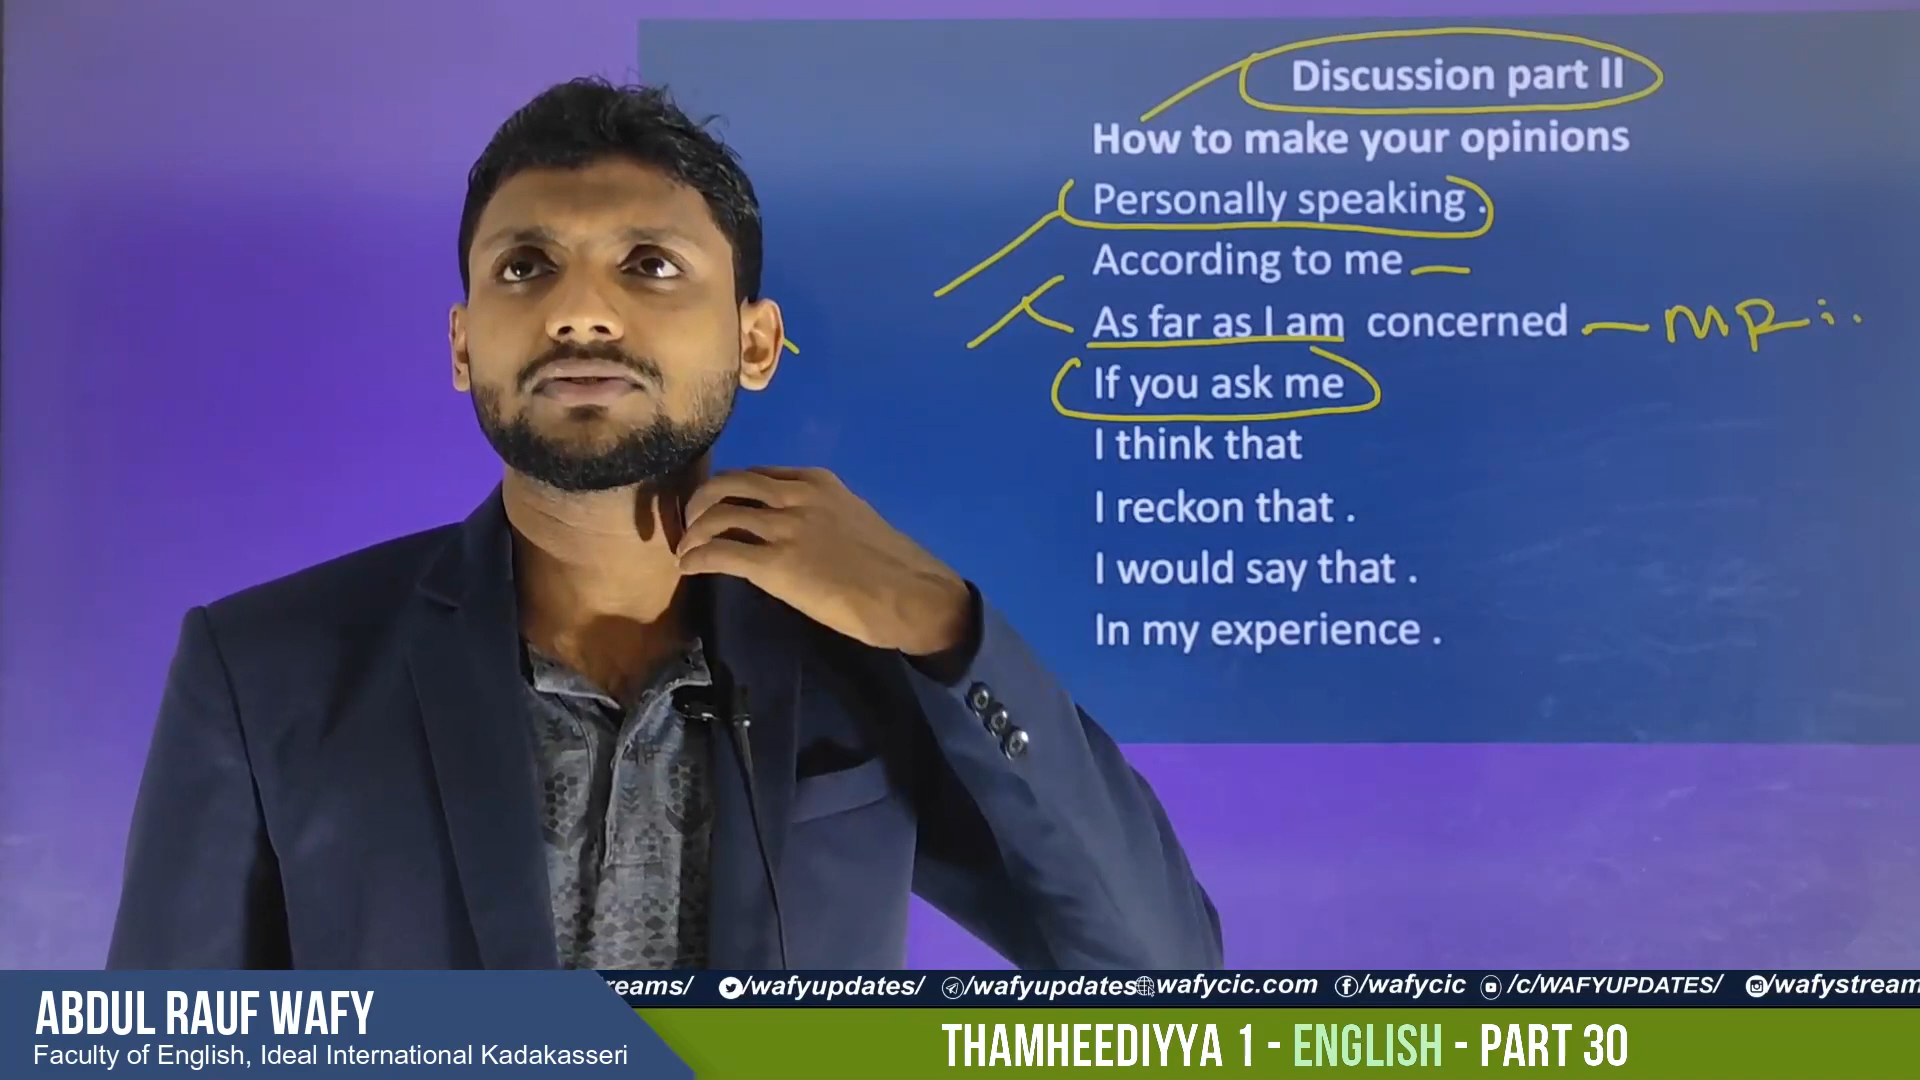 Discussion part II
How to make your opinions
Personally speaking .
According to me
As far as I am concerned
If you ask me
I think that
I reckon that .
I would say that .
In my experience .
reams/ /wafyupdates/ /wafyupdates wafycic.com /wafycic /c/WAFYUPDATES/ /wafystream
ABDUL RAUF WAFY
Faculty of English, Ideal International Kadakasseri
THAMHEEDIYYA 1 - ENGLISH - PART 30